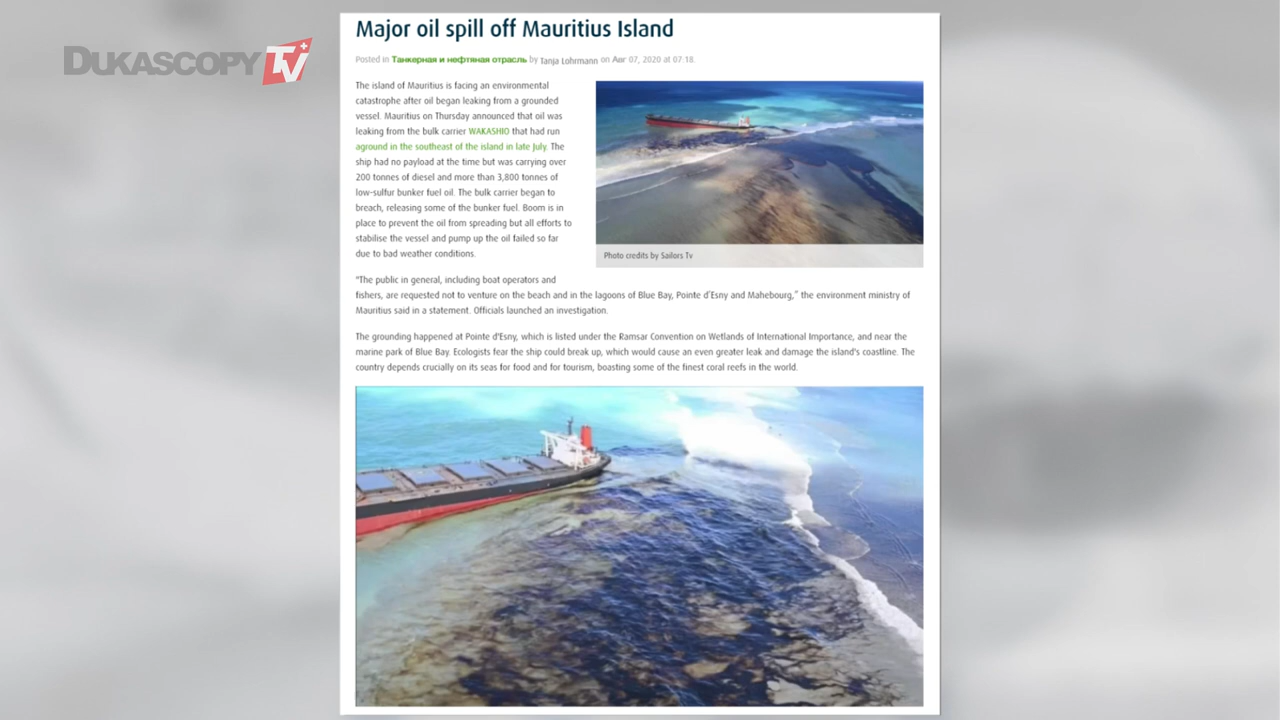 DUKASCOPY TV
Major oil spill off Mauritius Island
Posted in Танкерная и нефтяная отрасль by Tanja Lohrmann on Авг 07, 2020 at 07:18.
The island of Mauritius is facing an environmental
catastrophe after oil began leaking from a grounded
vessel. Mauritius on Thursday announced that oil was
leaking from the bulk carrier WAKASHIO that had run
aground in the southeast of the island in late July. The
ship had no payload at the time but was carrying over
200 tonnes of diesel and more than 3,800 tonnes of
low-sulfur bunker fuel oil. The bulk carrier began to
breach, releasing some of the bunker fuel. Boom is in
place to prevent the oil from spreading but all efforts to
stabilise the vessel and pump up the oil failed so far
due to bad weather conditions.
Photo credits by Sailors Tv
"The public in general, including boat operators and
fishers, are requested not to venture on the beach and in the lagoons of Blue Bay, Pointe d'Esny and Mahebourg," the environment ministry of
Mauritius said in a statement. Officials launched an investigation.
The grounding happened at Pointe d'Esny, which is listed under the Ramsar Convention on Wetlands of International Importance, and near the
marine park of Blue Bay. Ecologists fear the ship could break up, which would cause an even greater leak and damage the island's coastline. The
country depends crucially on its seas for food and for tourism, boasting some of the finest coral reefs in the world.